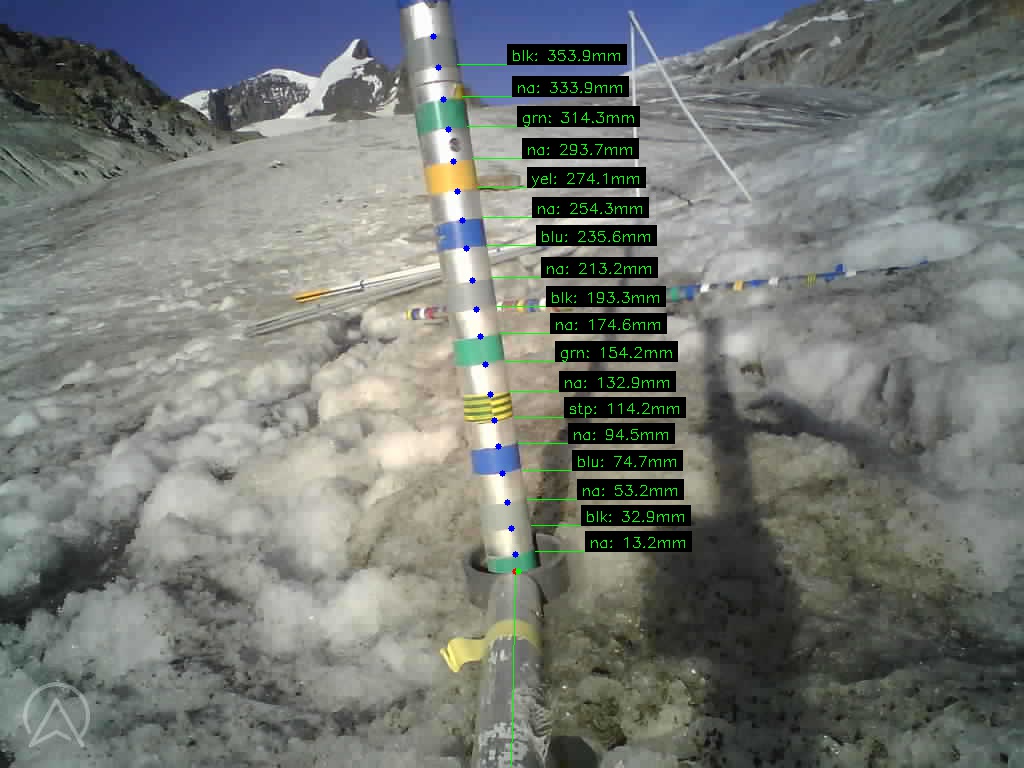 blk: 353.9mm
na: 333.9mm
grn: 314.3mm
na: 293.7mm
yel: 274.1mm
na: 254.3mm
blu: 235.6mm
na: 213.2mm
blk: 193.3mm
na: 174.6mm
grn: 154.2mm
na: 132.9mm
stp: 114.2mm
na: 94.5mm
blu: 74.7mm
na: 53.2mm
blk: 32.9mm
na: 13.2mm